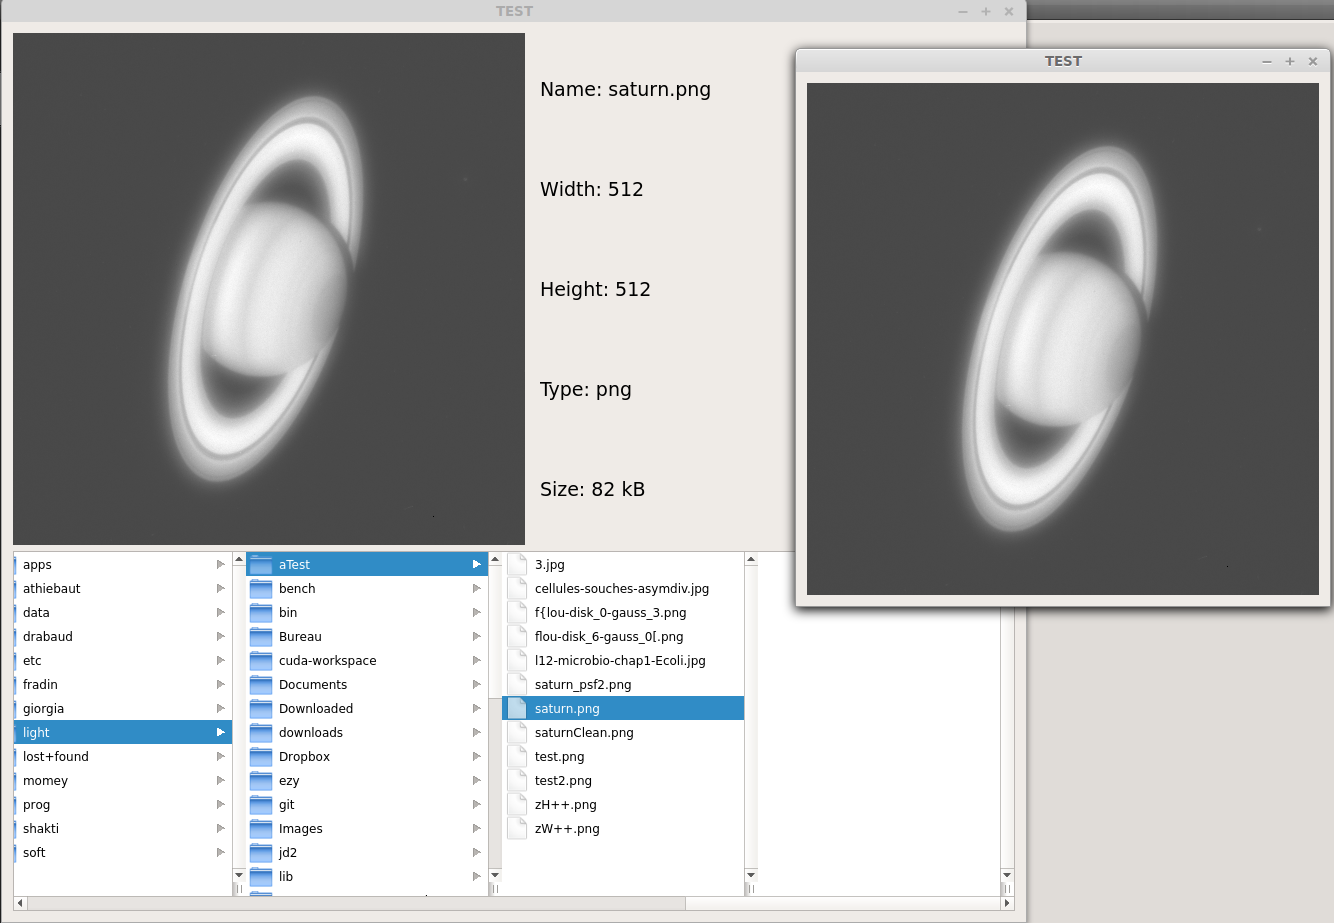 TEST
Name: saturn.png
Width: 512
Height: 512
Type: png
Size: 82 kB
TEST
apps
athiebaut
data
drabaud
etc
fradin
giorgia
light
lost+found
momey
prog
shakti
soft
aTest
bench
bin
Bureau
cuda-workspace
Documents
Downloaded
downloads
Dropbox
ezy
git
Images
jd2
lib
3.jpg
cellules-souches-asymdiv.jpg
f{lou-disk_0-gauss_3.png
flou-disk_6-gauss_0[.png
l12-microbio-chap1-Ecoli.jpg
saturn_psf2.png
saturn.png
saturnClean.png
test.png
test2.png
zH++.png
zW++.png